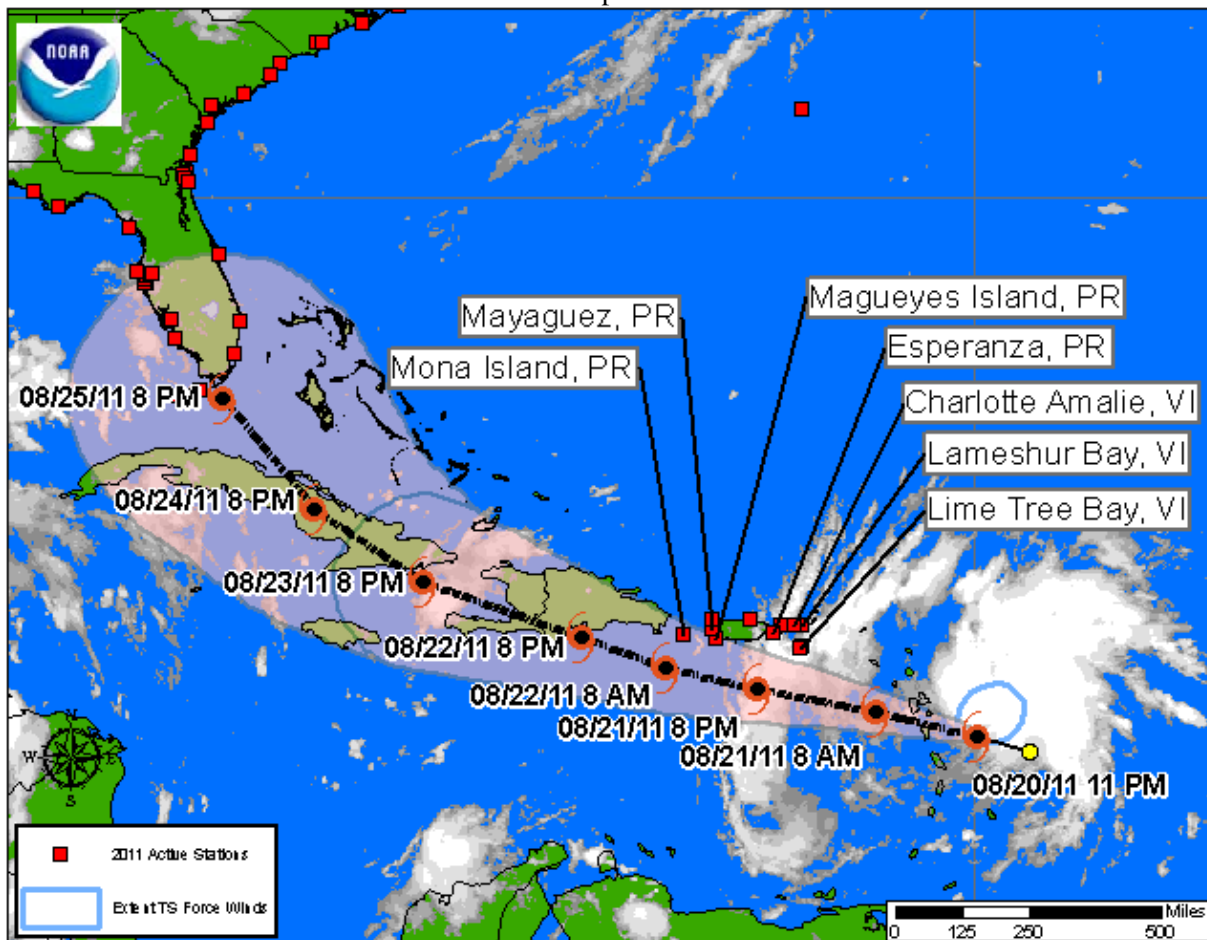 NOAA
Magueyes Island, PR
Mayaguez, PR
Esperanza, PR
Mona Island, PR
Charlotte Amalie, VI
Lameshur Bay, VI
Lime Tree Bay, VI
08/25/11 8 PM
08/24/11 8 PM
08/23/11 8 PM
08/22/11 8 PM
08/22/11 8 AM
08/21/11 8 PM
08/21/11 8 AM
08/20/11 11 PM
N
W
E
S
2011 Active Stations
Extent TS Force Winds
Miles
0 125 250 500